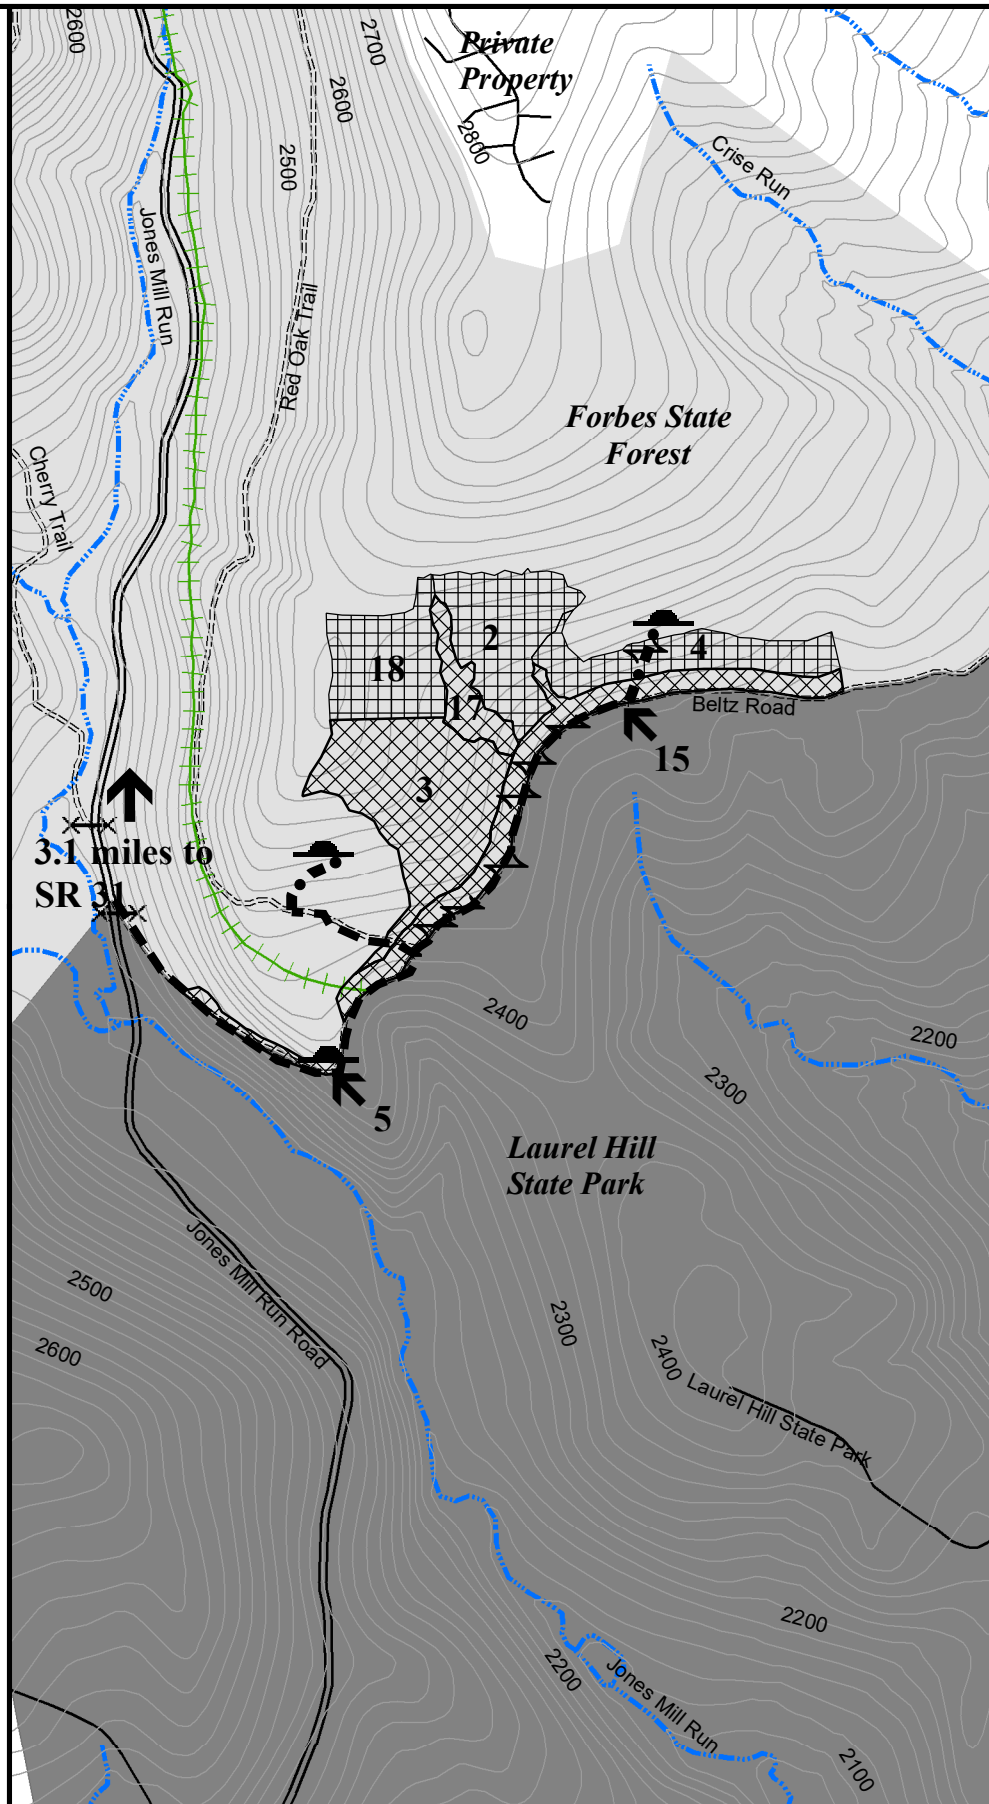 2600
2700
Private
Property
2600
2800
2500
Crise Run
Jones Mill Run
Red Oak Trail
Forbes State
Forest
Cherry Trail
2
4
18
17
Beltz Road
15
3
3.1 miles to
SR 31
2400
2200
2300
5
Laurel Hill
State Park
Jones Mill Run Road
2500
2300
2600
2400
Laurel Hill State Park
2200
2200
Jones Mill Run
2100